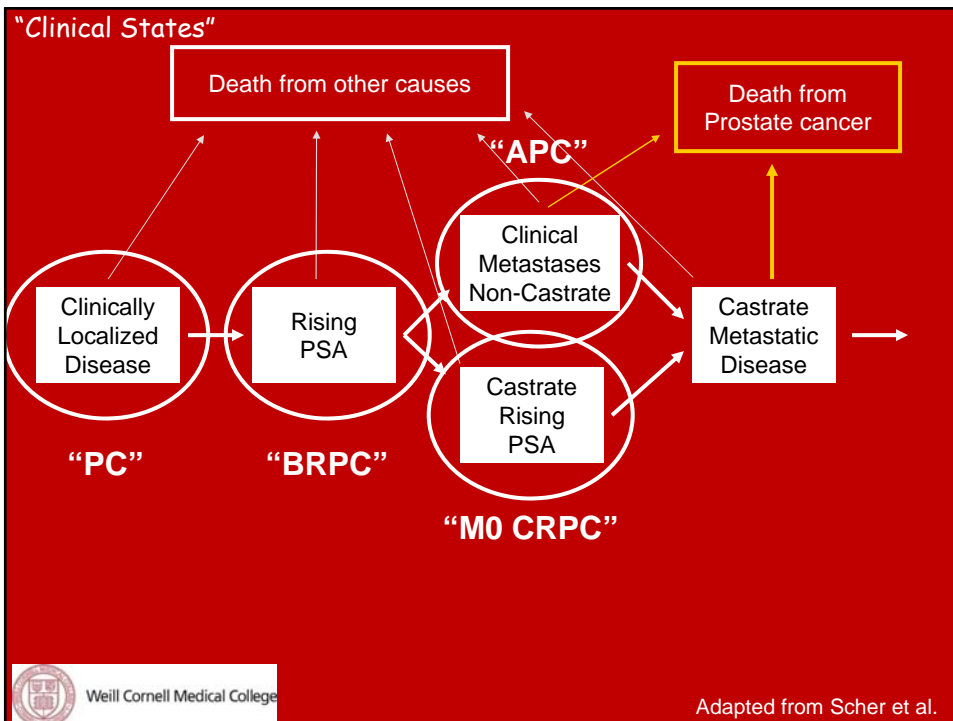 “Clinical States”
Death from other causes
Death from
Prostate cancer
“APC”
Clinical
Metastases
Non-Castrate
Clinically
Localized
Disease
Rising
PSA
Castrate
Metastatic
Disease
Castrate
Rising
PSA
“PC”
“BRPC”
“M0 CRPC”
Weill Cornell Medical College
Adapted from Scher et al.